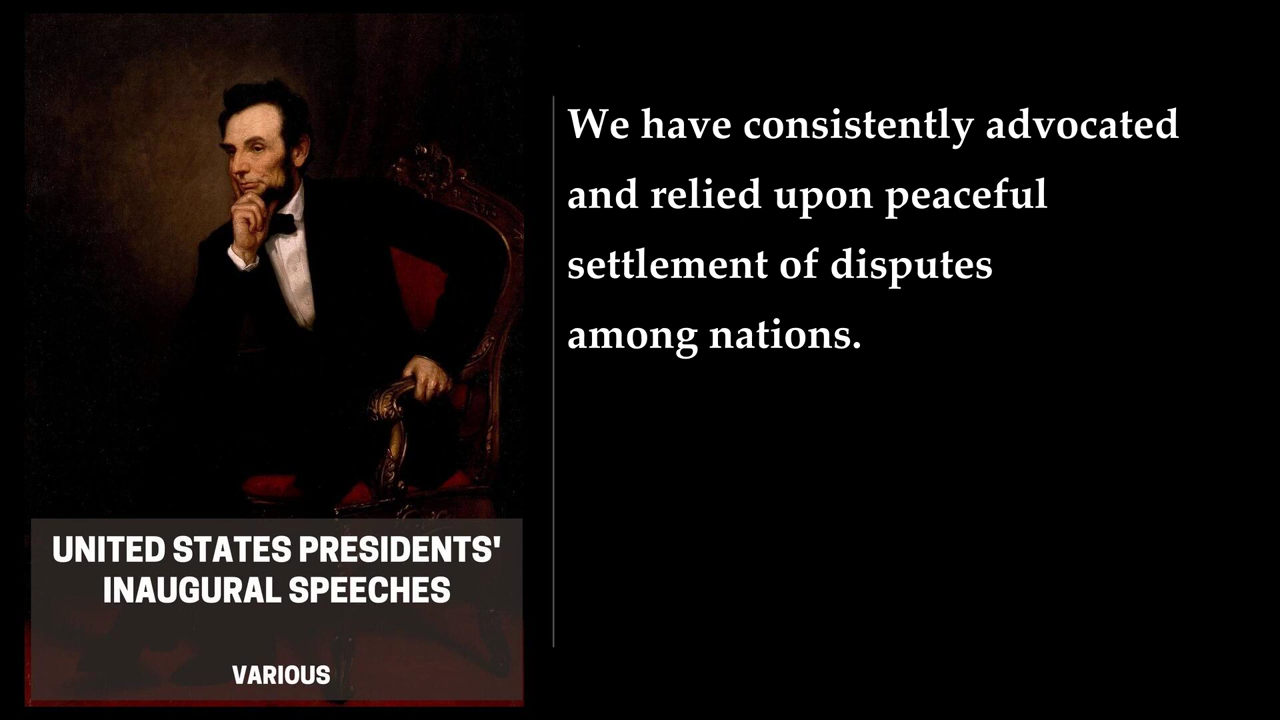 We have consistently advocated
and relied upon peaceful
settlement of disputes
among nations.
UNITED STATES PRESIDENTS'
INAUGURAL SPEECHES
VARIOUS